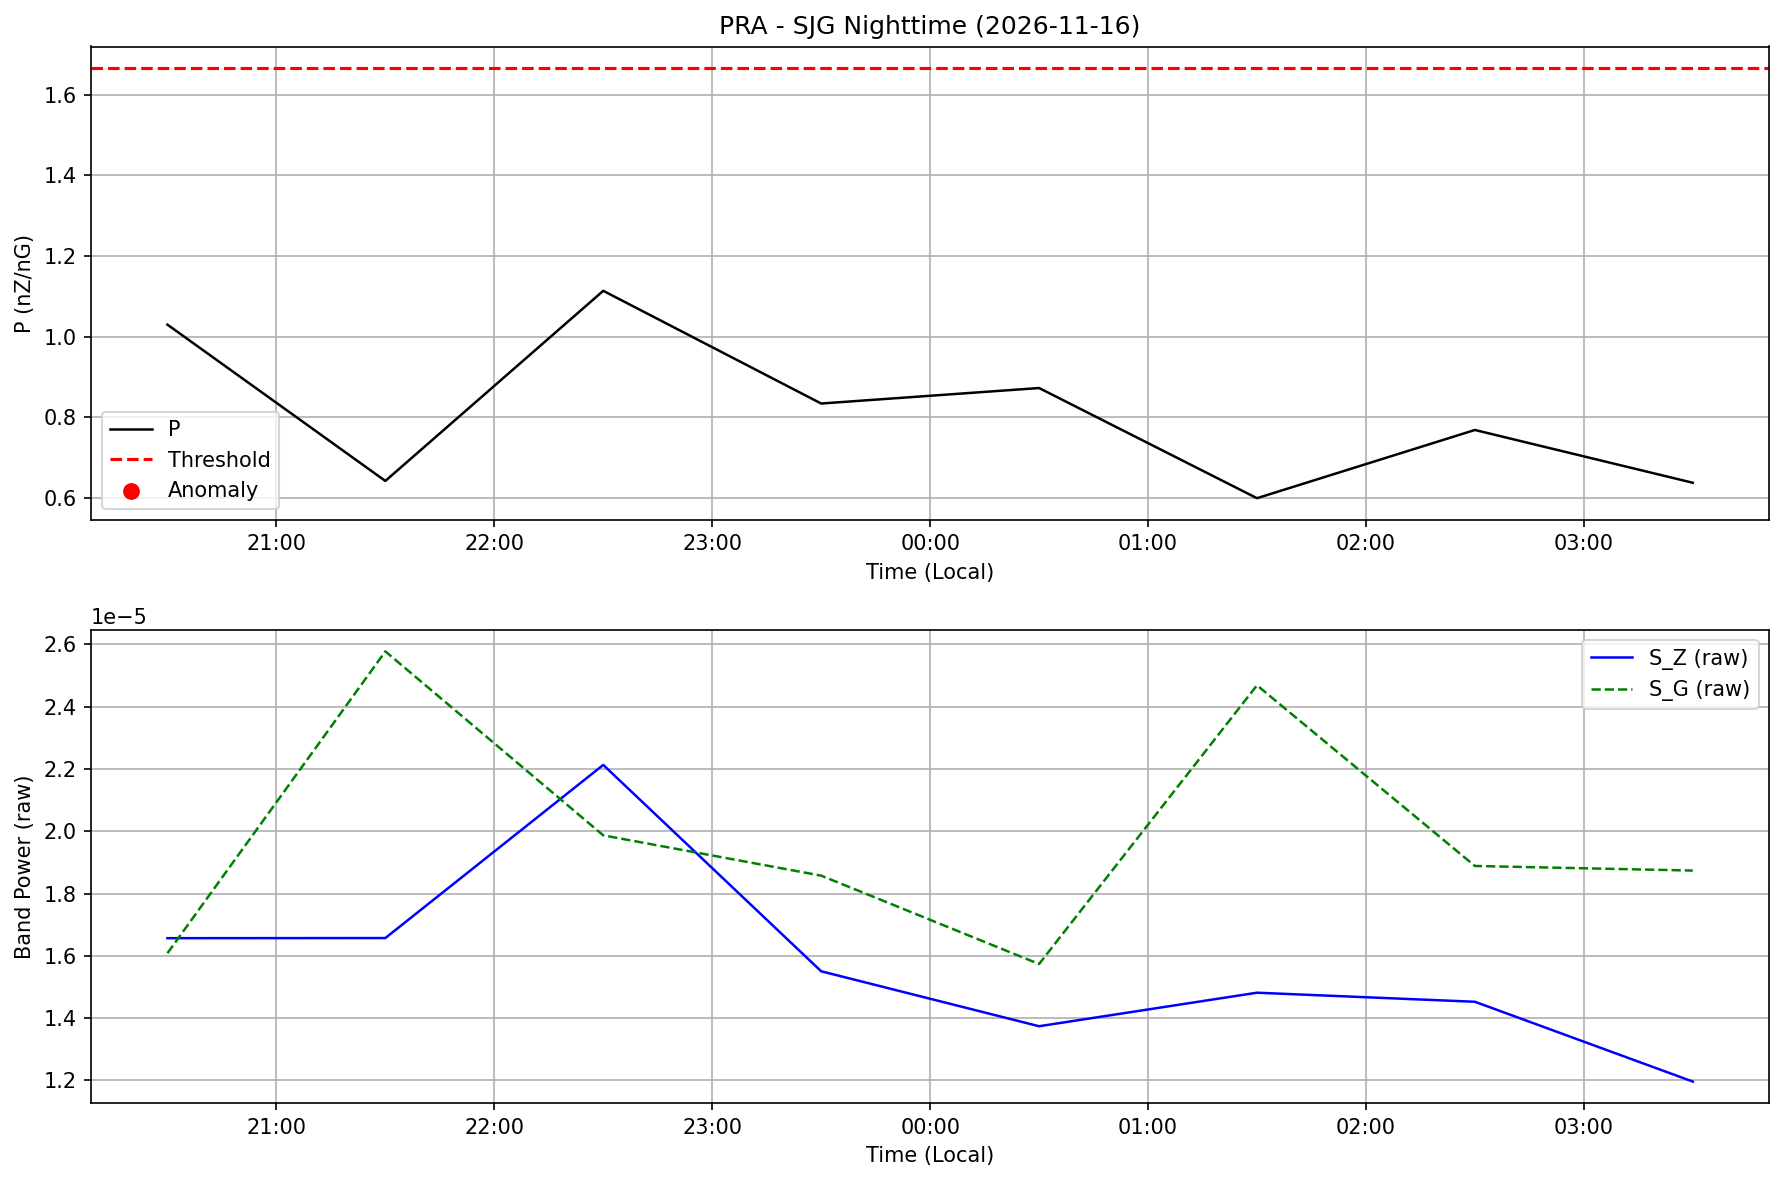 PRA - SJG Nighttime (2026-11-16)
P (nZ/nG)
1.6
1.4
1.2
1.0
0.8
0.6
P
Threshold
Anomaly
21:00 22:00 23:00 00:00 01:00 02:00 03:00
Time (Local)
1e−5
Band Power (raw)
2.6
2.4
2.2
2.0
1.8
1.6
1.4
1.2
S_Z (raw)
S_G (raw)
21:00 22:00 23:00 00:00 01:00 02:00 03:00
Time (Local)